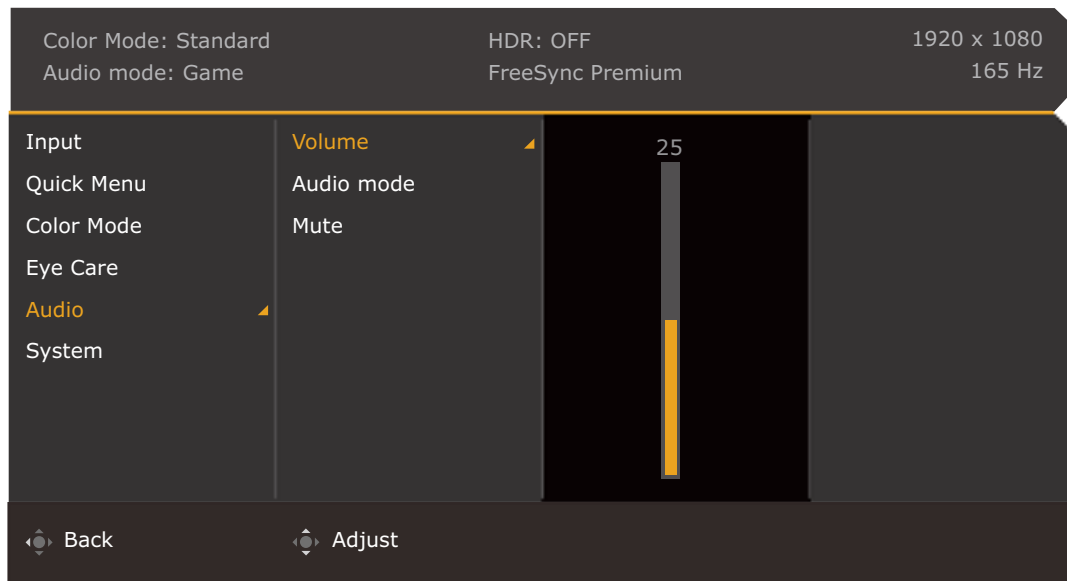 Color Mode: Standard
HDR: OFF
1920 x 1080
Audio mode: Game
FreeSync Premium
165 Hz
Input
Quick Menu
Color Mode
Eye Care
Audio
System
Volume
Audio mode
Mute
25
Back
Adjust